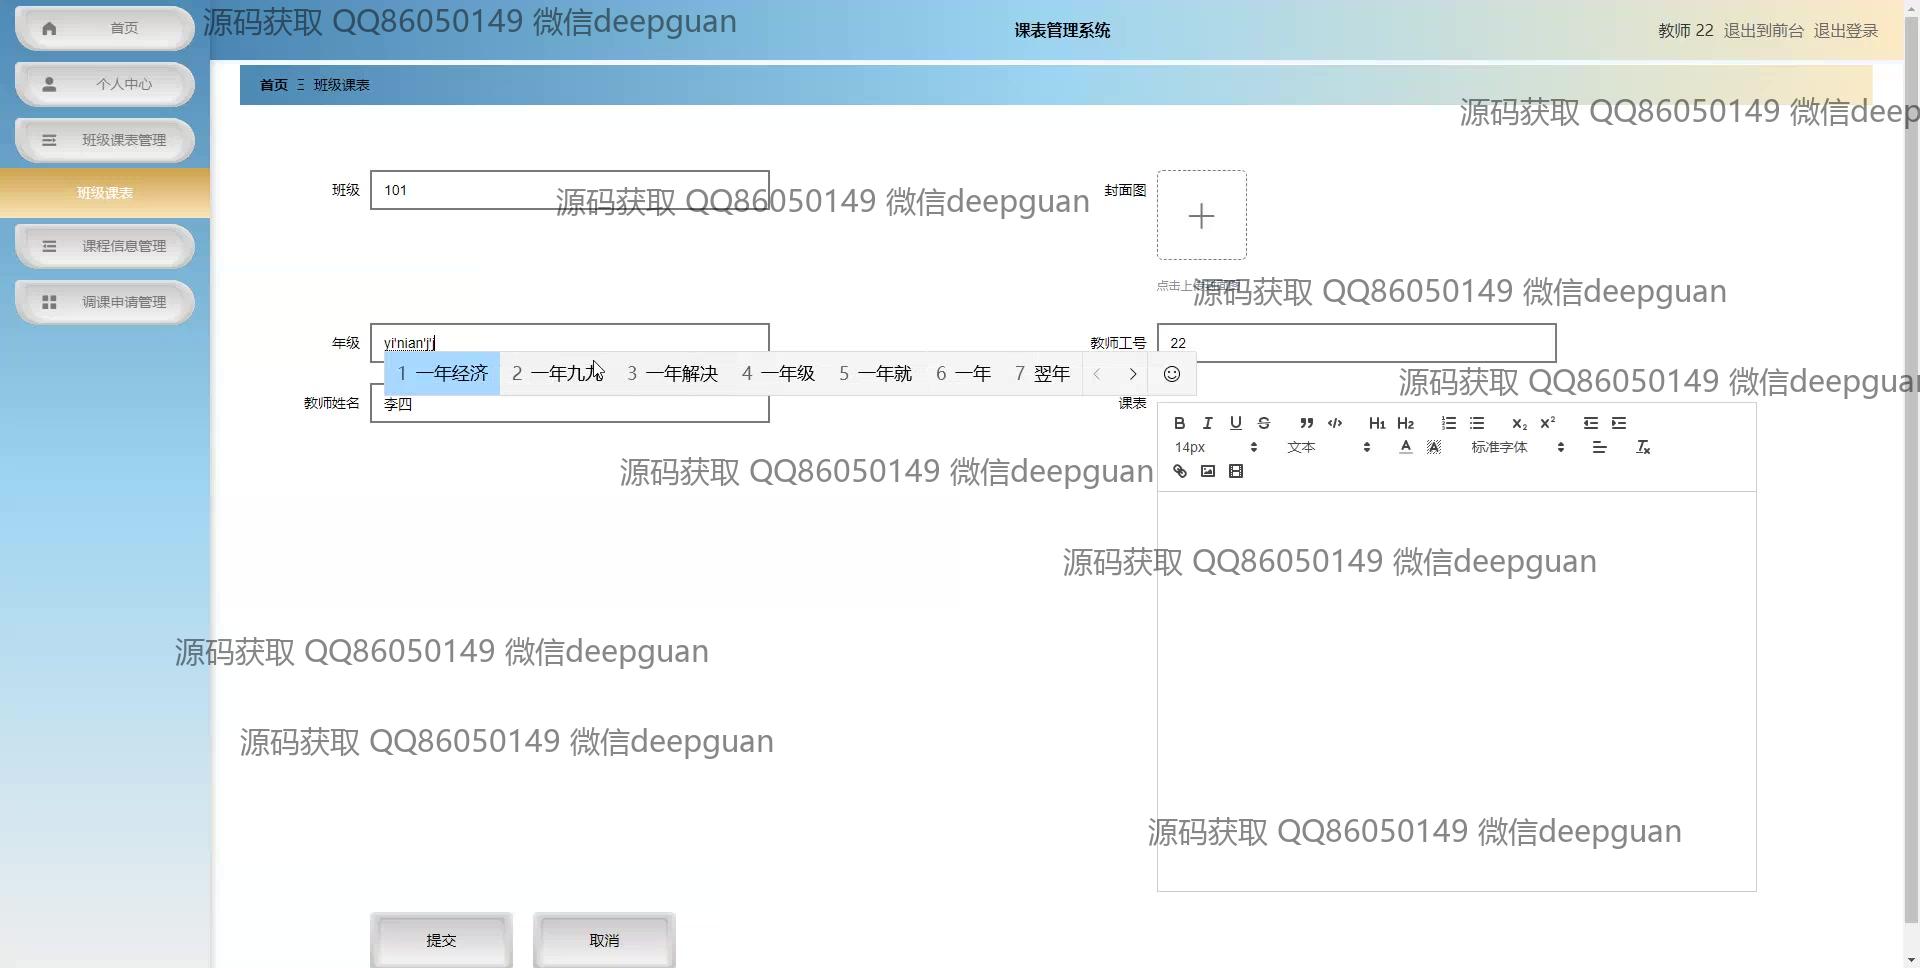 首页
源码获取 QQ86050149 微信deepguan
课表管理系统
教师 22 退出到前台 退出登录
个人中心
首页 Ξ 班级课表
源码获取 QQ86050149 微信deep
班级课表管理
班级课表
班级 101
源码获取 QQ86050149 微信deepguan
封面图
课程信息管理
点击上传封面图
源码获取 QQ86050149 微信deepguan
调课申请管理
年级 yi'nian'j'j
教师工号 22
1 一年经济 2 一年九九 3 一年解决 4 一年级 5 一年就 6 一年 7 翌年
源码获取 QQ86050149 微信deepguan
教师姓名 李四
课表
B I U S H1 H2 X₂ X²
14px 文本 A A 标准字体
源码获取 QQ86050149 微信deepguan
源码获取 QQ86050149 微信deepguan
源码获取 QQ86050149 微信deepguan
源码获取 QQ86050149 微信deepguan
源码获取 QQ86050149 微信deepguan
提交 取消